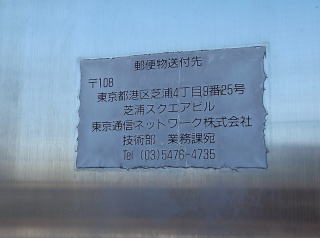 郵便物送付先
〒108
東京都港区芝浦4丁目9番25号
芝浦スクエアビル
東京通信ネットワーク株式会社
技術部 業務課宛
Tel (03)5476-4735